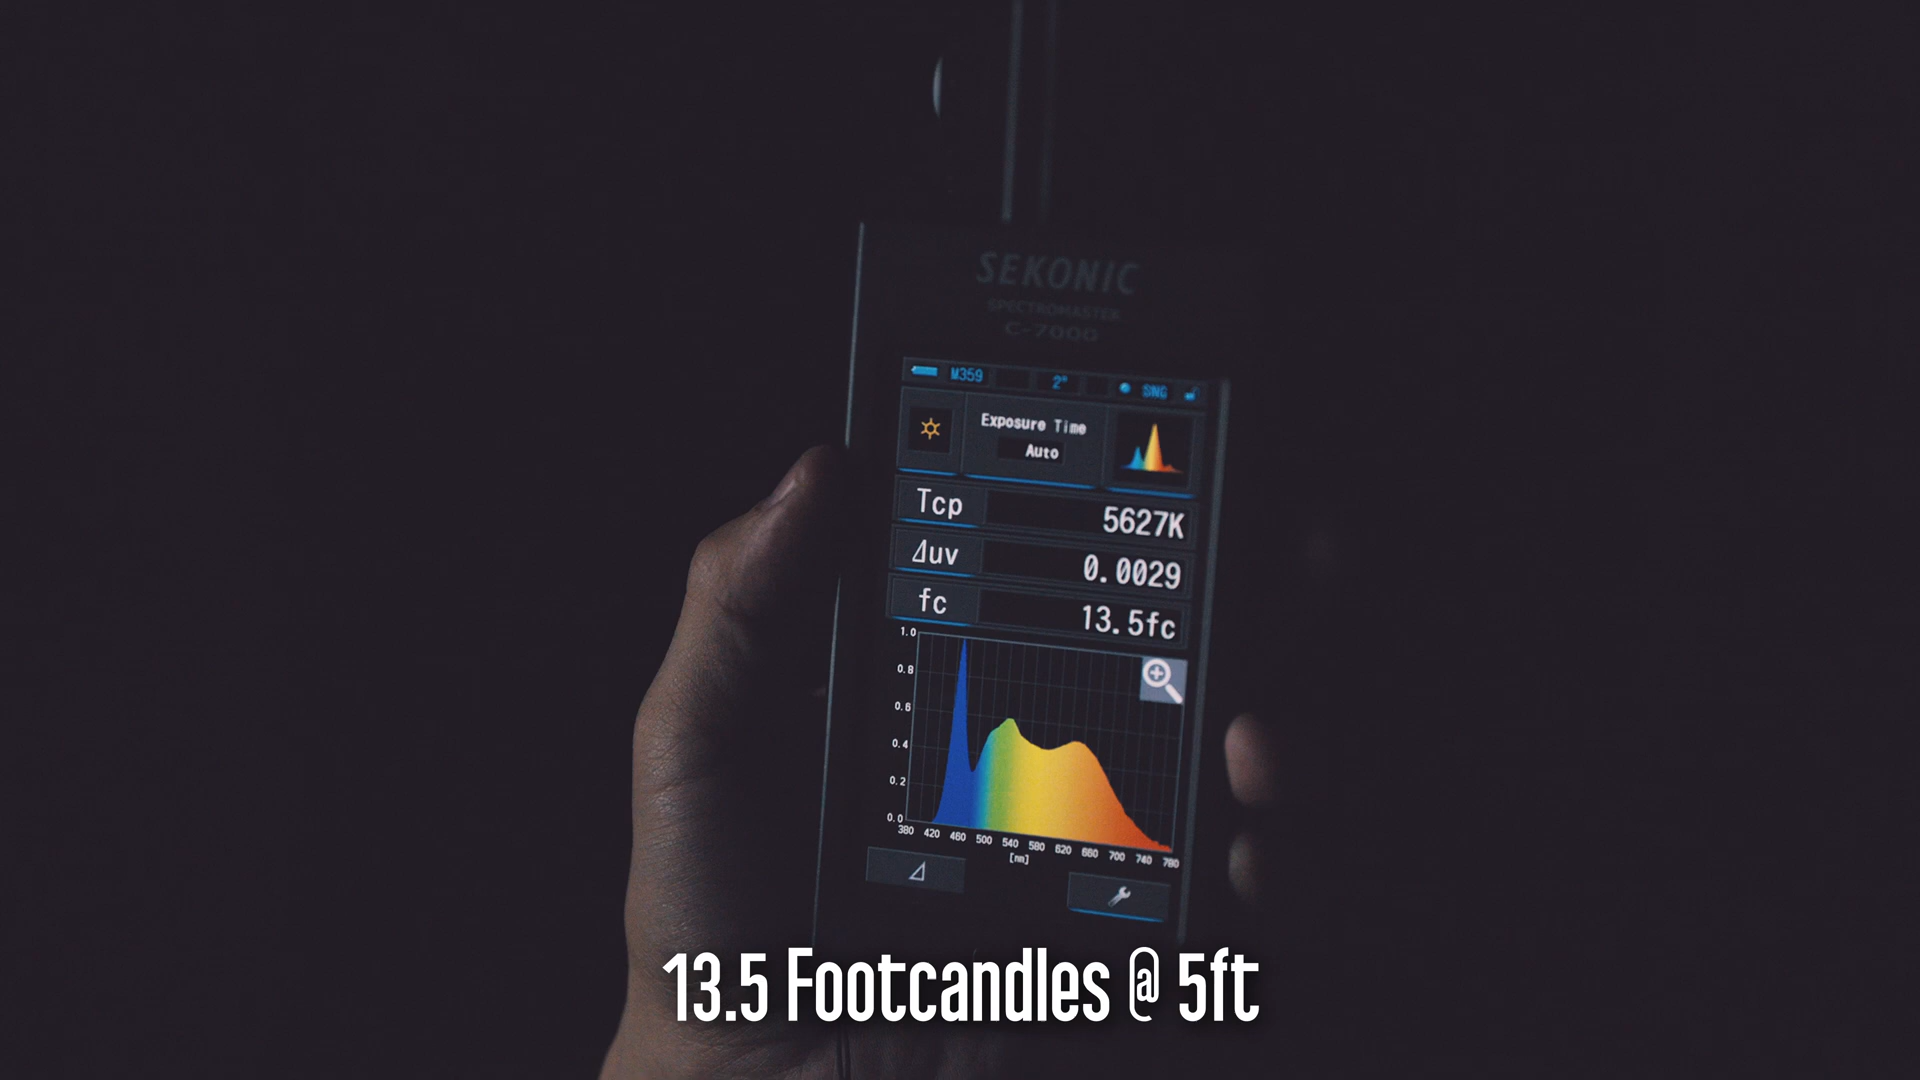 SEKONIC
SPECTROMASTER
C-7000
M359 2° SNG
Exposure Time
Auto
Tcp 5627K
Δuv 0.0029
fc 13.5fc
1.0
0.8
0.6
0.4
0.2
0.0
380 420 460 500 540 580 620 660 700 740 780
[nm]
13.5 Footcandles @ 5ft